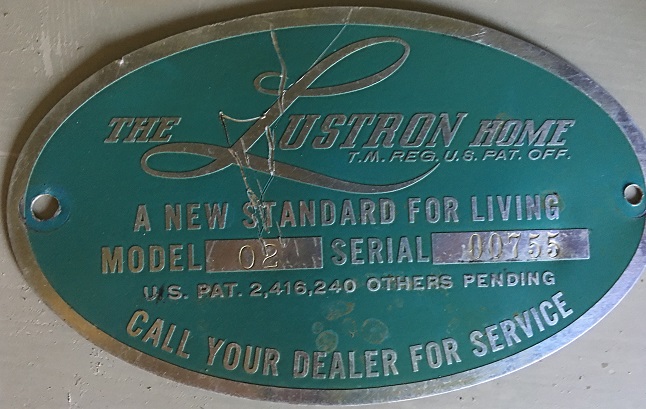 THE LUSTRON HOME
T.M. REG. U.S. PAT. OFF.
A NEW STANDARD FOR LIVING
MODEL 02 SERIAL 00755
U.S. PAT. 2,416,240 OTHERS PENDING
CALL YOUR DEALER FOR SERVICE